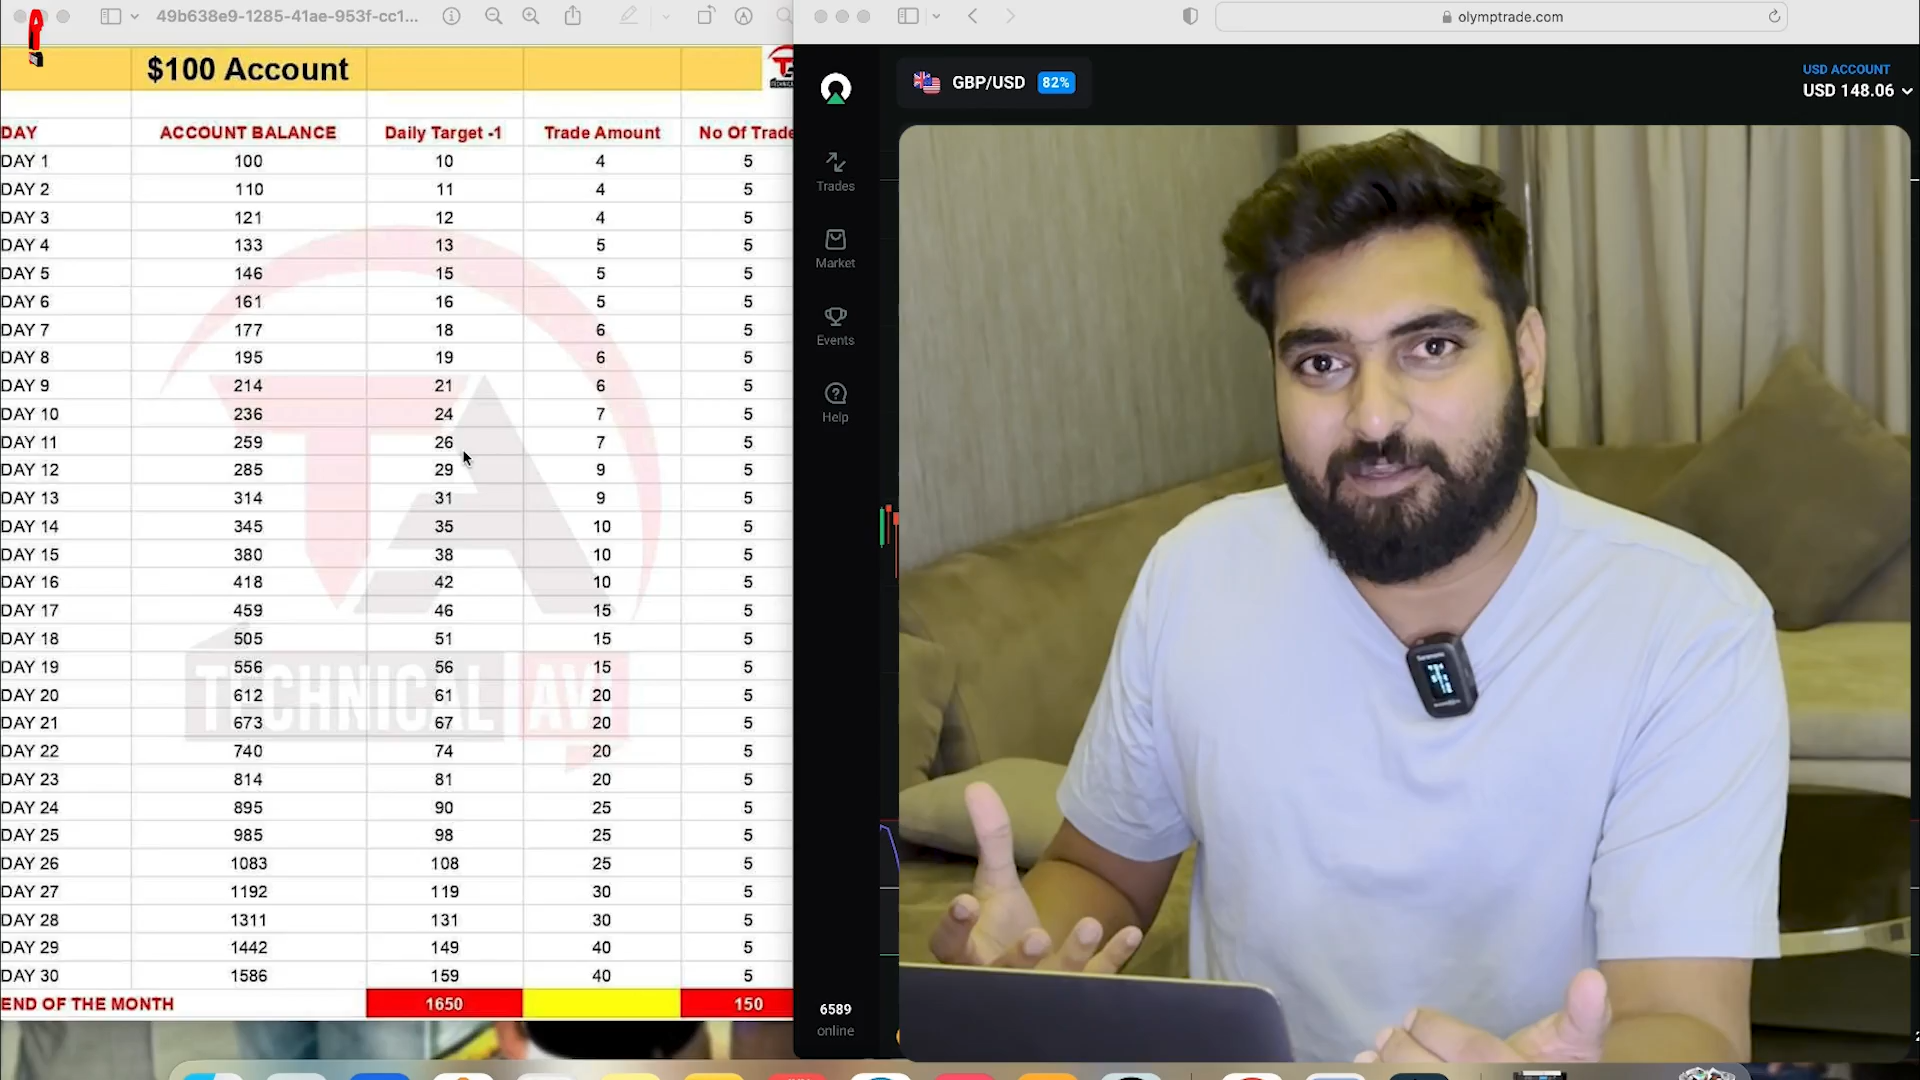 49b638e9-1285-41ae-953f-cc1...
olymptrade.com
$100 Account
DAY ACCOUNT BALANCE Daily Target -1 Trade Amount No Of Trade
DAY 1 100 10 4 5
DAY 2 110 11 4 5
DAY 3 121 12 4 5
DAY 4 133 13 5 5
DAY 5 146 15 5 5
DAY 6 161 16 5 5
DAY 7 177 18 6 5
DAY 8 195 19 6 5
DAY 9 214 21 6 5
DAY 10 236 24 7 5
DAY 11 259 26 7 5
DAY 12 285 29 9 5
DAY 13 314 31 9 5
DAY 14 345 35 10 5
DAY 15 380 38 10 5
DAY 16 418 42 10 5
DAY 17 459 46 15 5
DAY 18 505 51 15 5
DAY 19 556 56 15 5
DAY 20 612 61 20 5
DAY 21 673 67 20 5
DAY 22 740 74 20 5
DAY 23 814 81 20 5
DAY 24 895 90 25 5
DAY 25 985 98 25 5
DAY 26 1083 108 25 5
DAY 27 1192 119 30 5
DAY 28 1311 131 30 5
DAY 29 1442 149 40 5
DAY 30 1586 159 40 5
END OF THE MONTH 1650 150
TA
TECHNICAL AY
GBP/USD 82%
USD ACCOUNT
USD 148.06
Trades
Market
Events
Help
6589
online